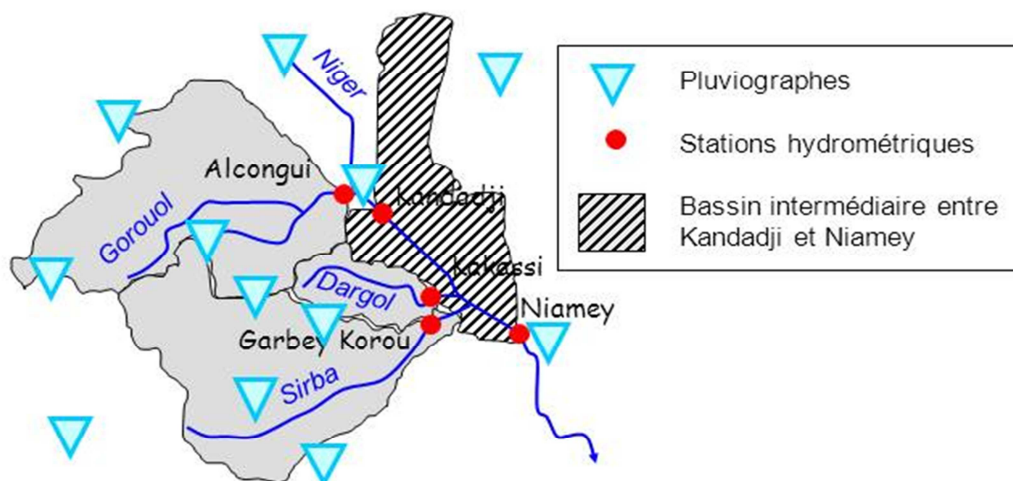 Niger
Pluviographes
Stations hydrométriques
Alcongui
Kandadji
Bassin intermédiaire entre
Kandadji et Niamey
Gorouol
Kakassi
Dargol
Niamey
Garbey Korou
Sirba